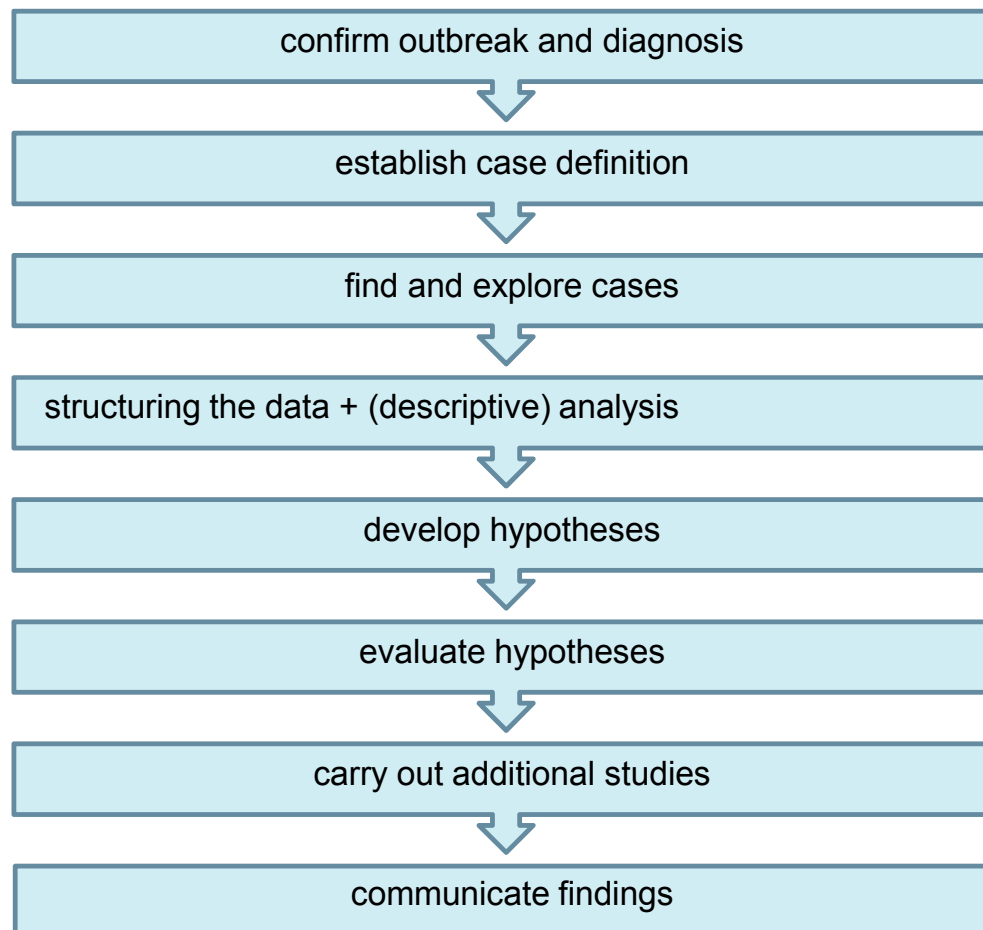 confirm outbreak and diagnosis
establish case definition
find and explore cases
structuring the data + (descriptive) analysis
develop hypotheses
evaluate hypotheses
carry out additional studies
communicate findings